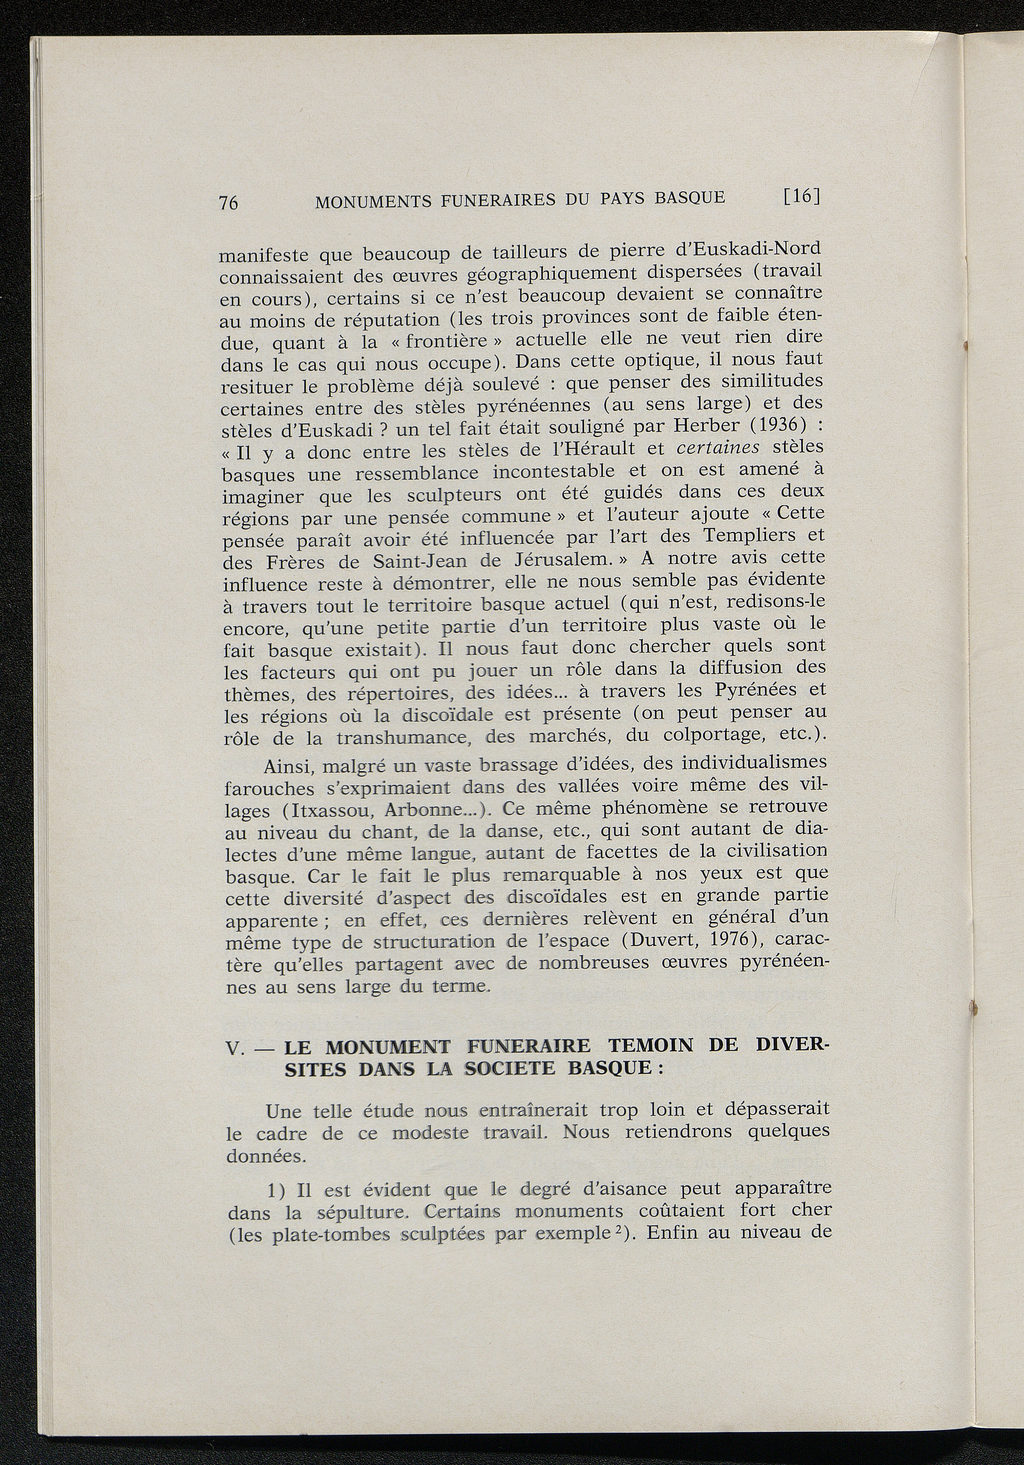 76 MONUMENTS FUNERAIRES DU PAYS BASQUE [16]
manifeste que beaucoup de tailleurs de pierre d'Euskadi-Nord
connaissaient des œuvres géographiquement dispersées (travail
en cours), certains si ce n'est beaucoup devaient se connaître
au moins de réputation (les trois provinces sont de faible éten-
due, quant à la « frontière » actuelle elle ne veut rien dire
dans le cas qui nous occupe). Dans cette optique, il nous faut
resituer le problème déjà soulevé : que penser des similitudes
certaines entre des stèles pyrénéennes (au sens large) et des
stèles d'Euskadi ? un tel fait était souligné par Herber (1936) :
« Il y a donc entre les stèles de l'Hérault et certaines stèles
basques une ressemblance incontestable et on est amené à
imaginer que les sculpteurs ont été guidés dans ces deux
régions par une pensée commune » et l'auteur ajoute « Cette
pensée paraît avoir été influencée par l'art des Templiers et
des Frères de Saint-Jean de Jérusalem. » A notre avis cette
influence reste à démontrer, elle ne nous semble pas évidente
à travers tout le territoire basque actuel (qui n'est, redisons-le
encore, qu'une petite partie d'un territoire plus vaste où le
fait basque existait). Il nous faut donc chercher quels sont
les facteurs qui ont pu jouer un rôle dans la diffusion des
thèmes, des répertoires, des idées... à travers les Pyrénées et
les régions où la discoïdale est présente (on peut penser au
rôle de la transhumance, des marchés, du colportage, etc.).
Ainsi, malgré un vaste brassage d'idées, des individualismes
farouches s'exprimaient dans des vallées voire même des vil-
lages (Itxassou, Arbonne...). Ce même phénomène se retrouve
au niveau du chant, de la danse, etc., qui sont autant de dia-
lectes d'une même langue, autant de facettes de la civilisation
basque. Car le fait le plus remarquable à nos yeux est que
cette diversité d'aspect des discoïdales est en grande partie
apparente ; en effet, ces dernières relèvent en général d'un
même type de structuration de l'espace (Duvert, 1976), carac-
tère qu'elles partagent avec de nombreuses œuvres pyrénéen-
nes au sens large du terme.
V. — LE MONUMENT FUNERAIRE TEMOIN DE DIVER-
SITES DANS LA SOCIETE BASQUE :
Une telle étude nous entraînerait trop loin et dépasserait
le cadre de ce modeste travail. Nous retiendrons quelques
données.
1) Il est évident que le degré d'aisance peut apparaître
dans la sépulture. Certains monuments coûtaient fort cher
(les plate-tombes sculptées par exemple ²). Enfin au niveau de